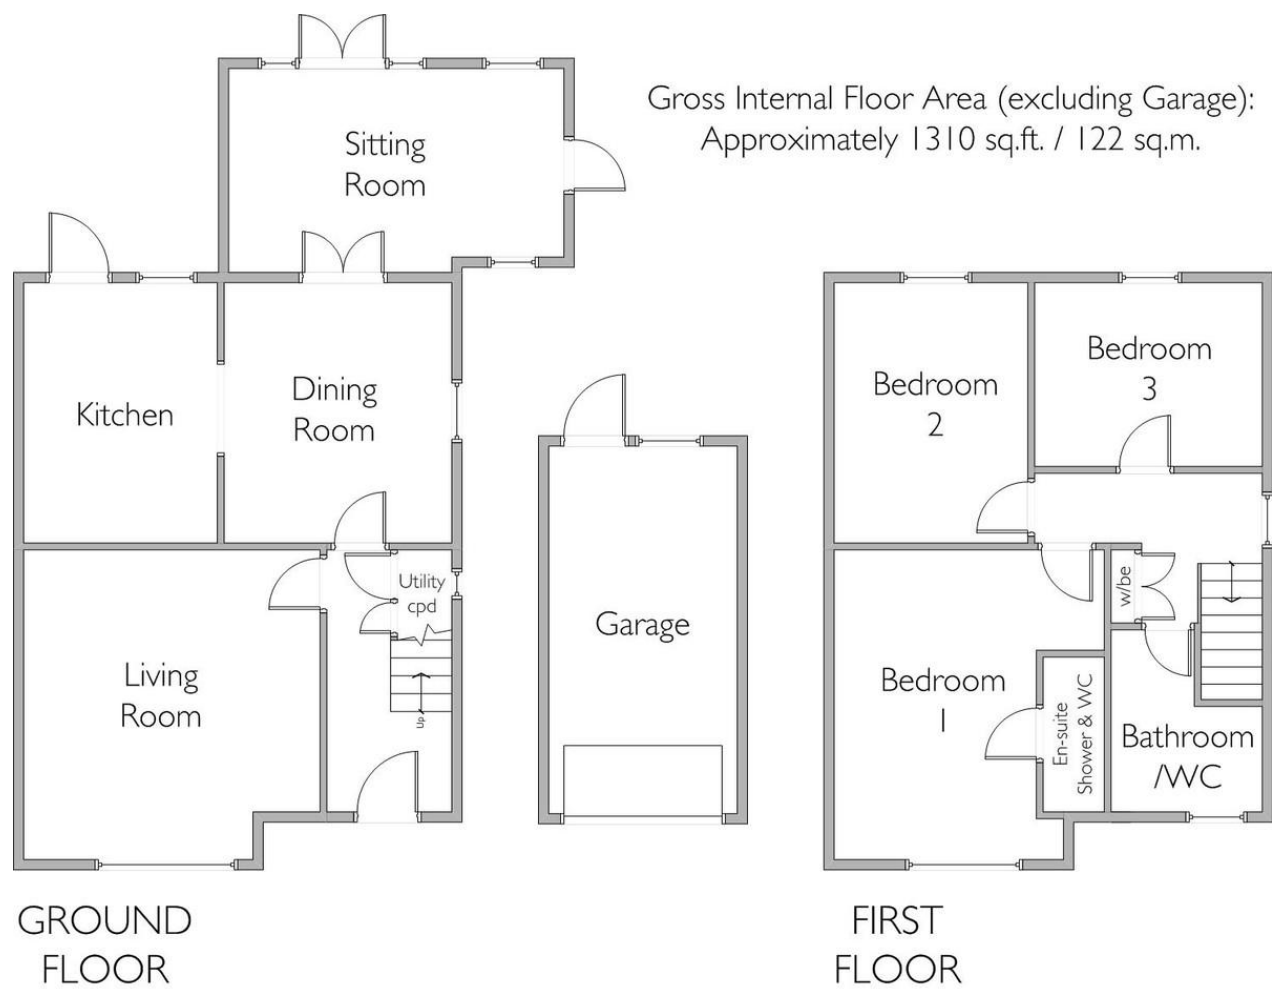 Gross Internal Floor Area (excluding Garage):
Approximately 1310 sq.ft. / 122 sq.m.
Sitting
Room
Kitchen
Dining
Room
Utility
cpd
Up
Living
Room
Garage
Bedroom
2
Bedroom
3
w/be
Bedroom
1
En-suite
Shower & WC
Bathroom
/WC
GROUND
FLOOR
FIRST
FLOOR